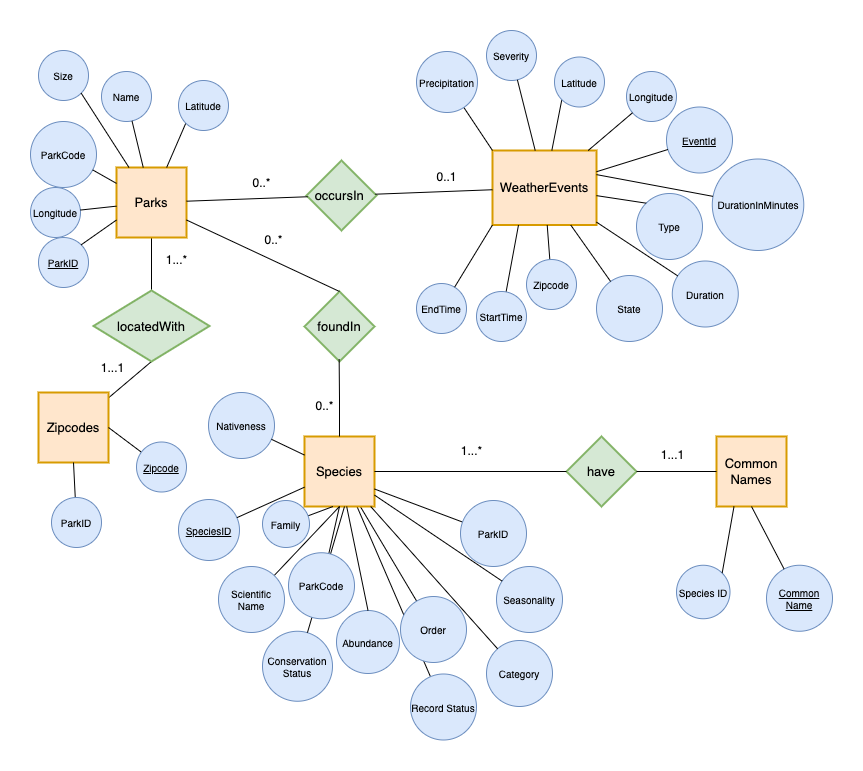 Severity
Size
Precipitation
Latitude
Name
Longitude
Latitude
EventId
ParkCode
0..*
0..1
WeatherEvents
occursIn
Parks
DurationInMinutes
Longitude
Type
0..*
1...*
ParkID
Zipcode
State
Duration
EndTime
StartTime
locatedWith
foundIn
1...1
0..*
Nativeness
Zipcodes
1...*
1...1
Zipcode
Species
have
Common
Names
ParkID
SpeciesID
Family
ParkID
Scientific
Name
ParkCode
Seasonality
Species ID
Common
Name
Order
Abundance
Conservation
Status
Category
Record Status